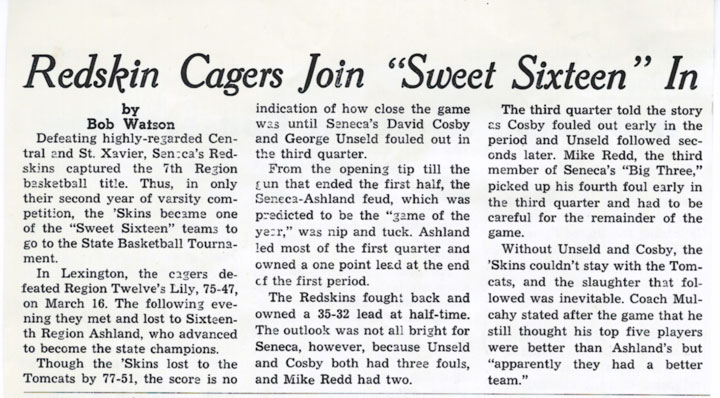 Redskin Cagers Join “Sweet Sixteen” In
by
Bob Watson
Defeating highly-regarded Cen-
tral and St. Xavier, Seneca's Red-
skins captured the 7th Region
basketball title. Thus, in only
their second year of varsity com-
petition, the 'Skins became one
of the “Sweet Sixteen” teams to
go to the State Basketball Tourna-
ment.
In Lexington, the cagers de-
feated Region Twelve's Lily, 75-47,
on March 16. The following eve-
ning they met and lost to Sixteen-
th Region Ashland, who advanced
to become the state champions.
Though the 'Skins lost to the
Tomcats by 77-51, the score is no
indication of how close the game
was until Seneca's David Cosby
and George Unseld fouled out in
the third quarter.
From the opening tip till the
gun that ended the first half, the
Seneca-Ashland feud, which was
predicted to be the “game of the
year,” was nip and tuck. Ashland
led most of the first quarter and
owned a one point lead at the end
of the first period.
The Redskins fought back and
owned a 35-32 lead at half-time.
The outlook was not all bright for
Seneca, however, because Unseld
and Cosby both had three fouls,
and Mike Redd had two.
The third quarter told the story
as Cosby fouled out early in the
period and Unseld followed sec-
onds later. Mike Redd, the third
member of Seneca's “Big Three,”
picked up his fourth foul early in
the third quarter and had to be
careful for the remainder of the
game.
Without Unseld and Cosby, the
'Skins couldn't stay with the Tom-
cats, and the slaughter that fol-
lowed was inevitable. Coach Mul-
cahy stated after the game that he
still thought his top five players
were better than Ashland's but
“apparently they had a better
team.”